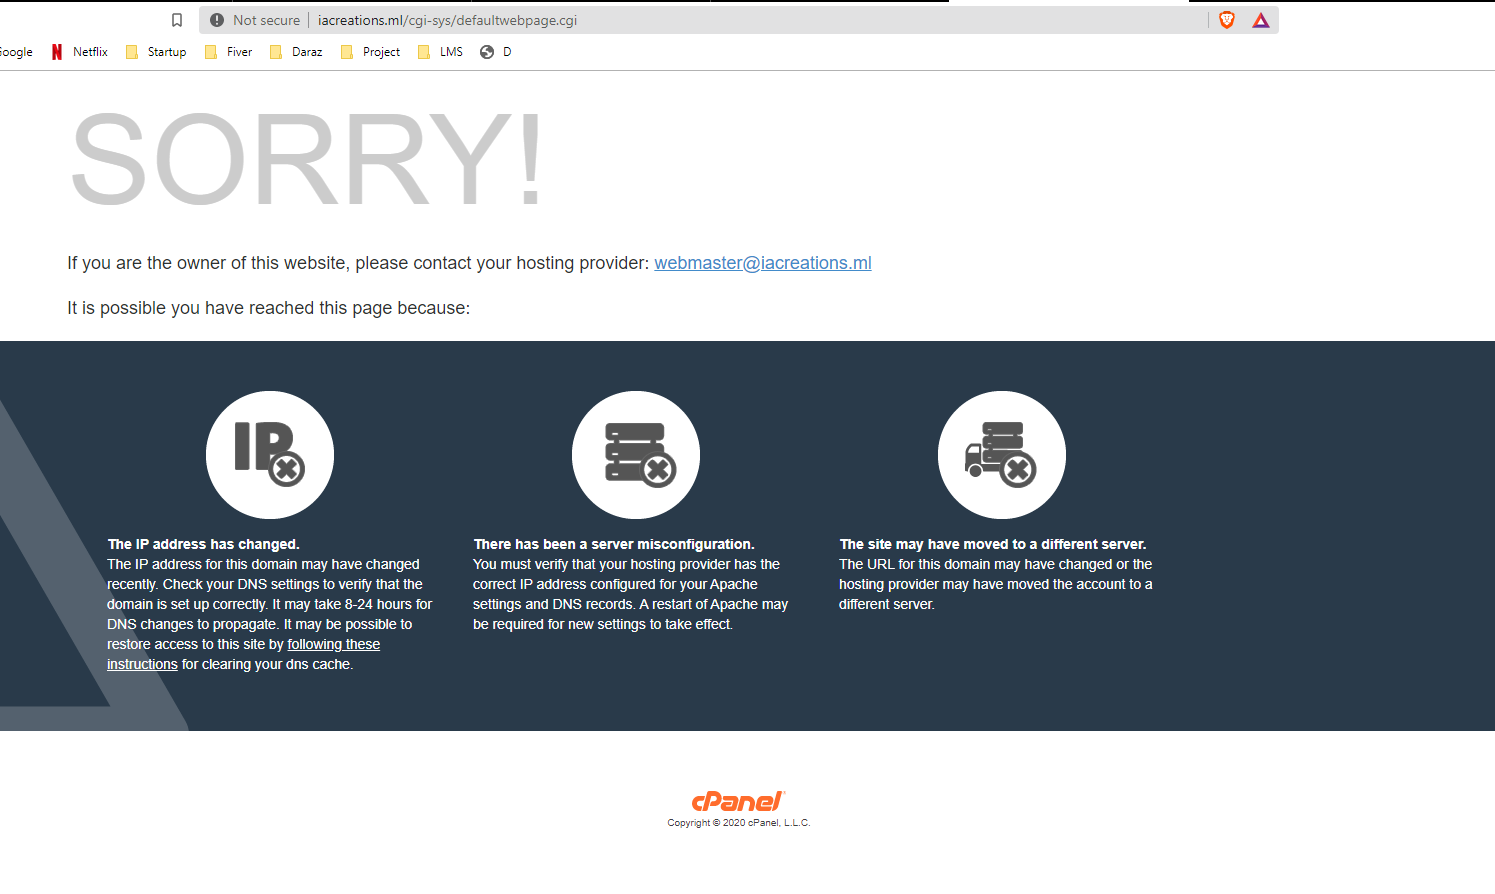 Not secure | iacreations.ml/cgi-sys/defaultwebpage.cgi
Netflix Startup Fiver Daraz Project LMS D
SORRY!
If you are the owner of this website, please contact your hosting provider: webmaster@iacreations.ml
It is possible you have reached this page because:
IP
The IP address has changed.
The IP address for this domain may have changed
recently. Check your DNS settings to verify that the
domain is set up correctly. It may take 8-24 hours for
DNS changes to propagate. It may be possible to
restore access to this site by following these
instructions for clearing your dns cache.
There has been a server misconfiguration.
You must verify that your hosting provider has the
correct IP address configured for your Apache
settings and DNS records. A restart of Apache may
be required for new settings to take effect.
The site may have moved to a different server.
The URL for this domain may have changed or the
hosting provider may have moved the account to a
different server.
cPanel
Copyright © 2020 cPanel, L.L.C.